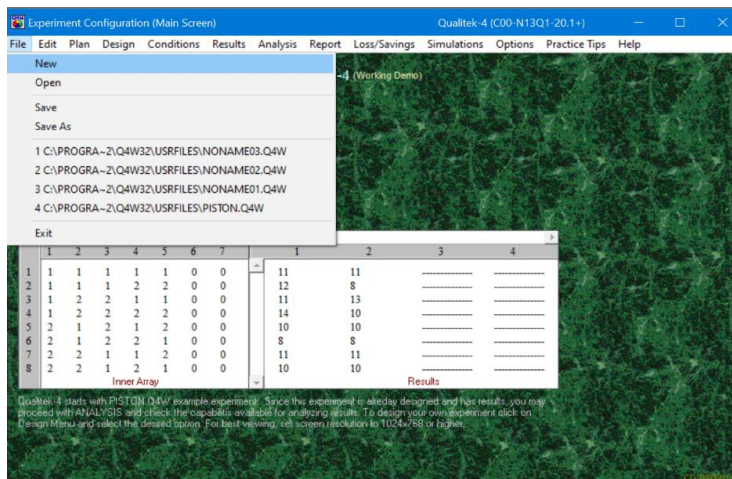 Experiment Configuration (Main Screen) Qualitek-4 (C00-N13Q1-20.1+)
File Edit Plan Design Conditions Results Analysis Report Loss/Savings Simulations Options Practice Tips Help
New
-4 (Working Demo)
Open
Save
Save As
1 C:\PROGRA~2\Q4W32\USRFILES\NONAME03.Q4W
2 C:\PROGRA~2\Q4W32\USRFILES\NONAME02.Q4W
3 C:\PROGRA~2\Q4W32\USRFILES\NONAME01.Q4W
4 C:\PROGRA~2\Q4W32\USRFILES\PISTON.Q4W
Exit
1 2 3 4 5 6 7 1 2 3 4
1 1 1 1 1 1 0 0 11 11 -------------- --------------
2 1 1 1 2 2 0 0 12 8 -------------- --------------
3 1 2 2 1 1 0 0 11 13 -------------- --------------
4 1 2 2 2 2 0 0 14 10 -------------- --------------
5 2 1 2 1 2 0 0 10 10 -------------- --------------
6 2 1 2 2 1 0 0 8 8 -------------- --------------
7 2 2 1 1 2 0 0 11 11 -------------- --------------
8 2 2 1 2 1 0 0 10 10 -------------- --------------
Inner Array Results
Qualitek-4 starts with PISTON.Q4W example experiment. Since this experiment is alreday designed and has results, you may
proceed with ANALYSIS and check the capabilitis available for analyzing results. To design your own experiment click on
Design Menu and select the desired option. For best viewing, set screen resolution to 1024x768 or higher.